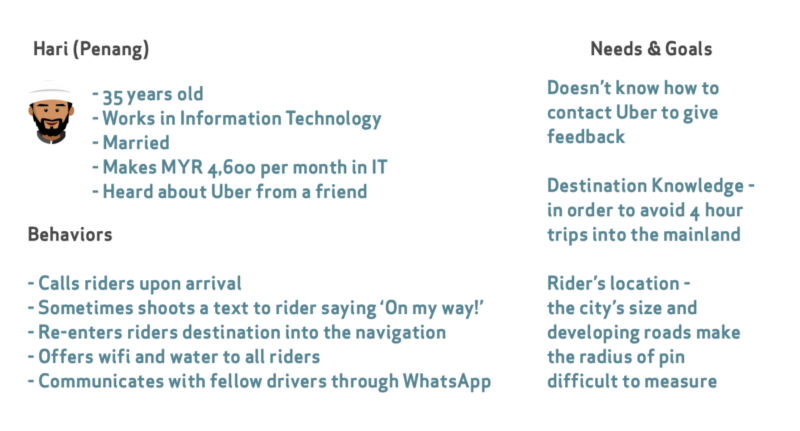 Hari (Penang)
- 35 years old
- Works in Information Technology
- Married
- Makes MYR 4,600 per month in IT
- Heard about Uber from a friend
Behaviors
- Calls riders upon arrival
- Sometimes shoots a text to rider saying ‘On my way!’
- Re-enters riders destination into the navigation
- Offers wifi and water to all riders
- Communicates with fellow drivers through WhatsApp
Needs & Goals
Doesn’t know how to
contact Uber to give
feedback
Destination Knowledge -
in order to avoid 4 hour
trips into the mainland
Rider’s location -
the city’s size and
developing roads make
the radius of pin
difficult to measure